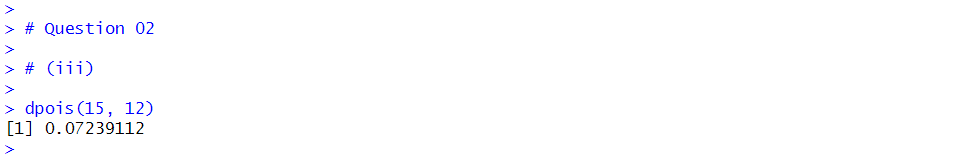 >
> # Question 02
>
> # (iii)
>
> dpois(15, 12)
[1] 0.07239112
>